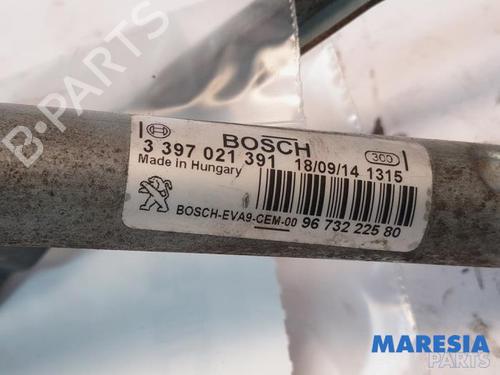 B-Parts
BOSCH
300
3 397 021 391 18/09/14 1315
Made in Hungary
BOSCH-EVA9-CEM-00 96 732 225 80
MARESIA
PARTS